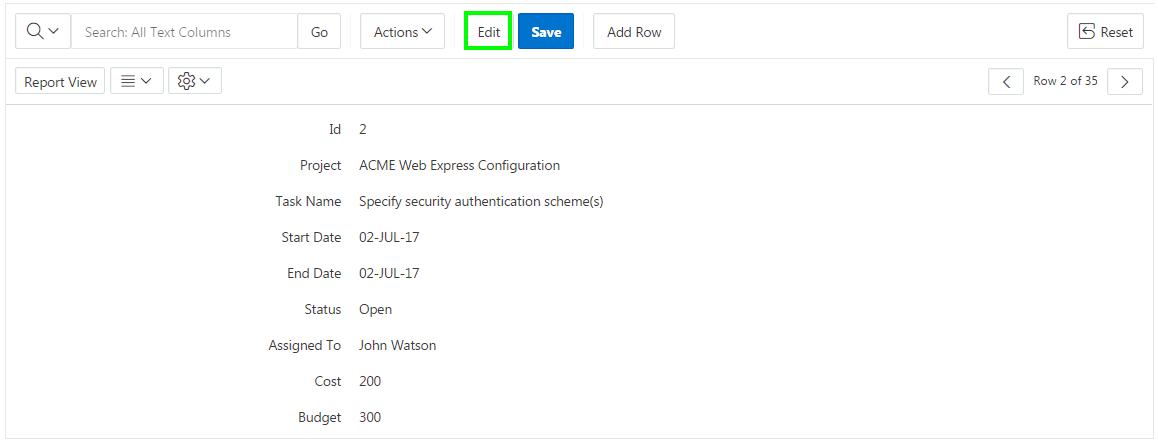 Search: All Text Columns Go Actions Edit Save Add Row Reset
Report View Row 2 of 35
Id 2
Project ACME Web Express Configuration
Task Name Specify security authentication scheme(s)
Start Date 02-JUL-17
End Date 02-JUL-17
Status Open
Assigned To John Watson
Cost 200
Budget 300